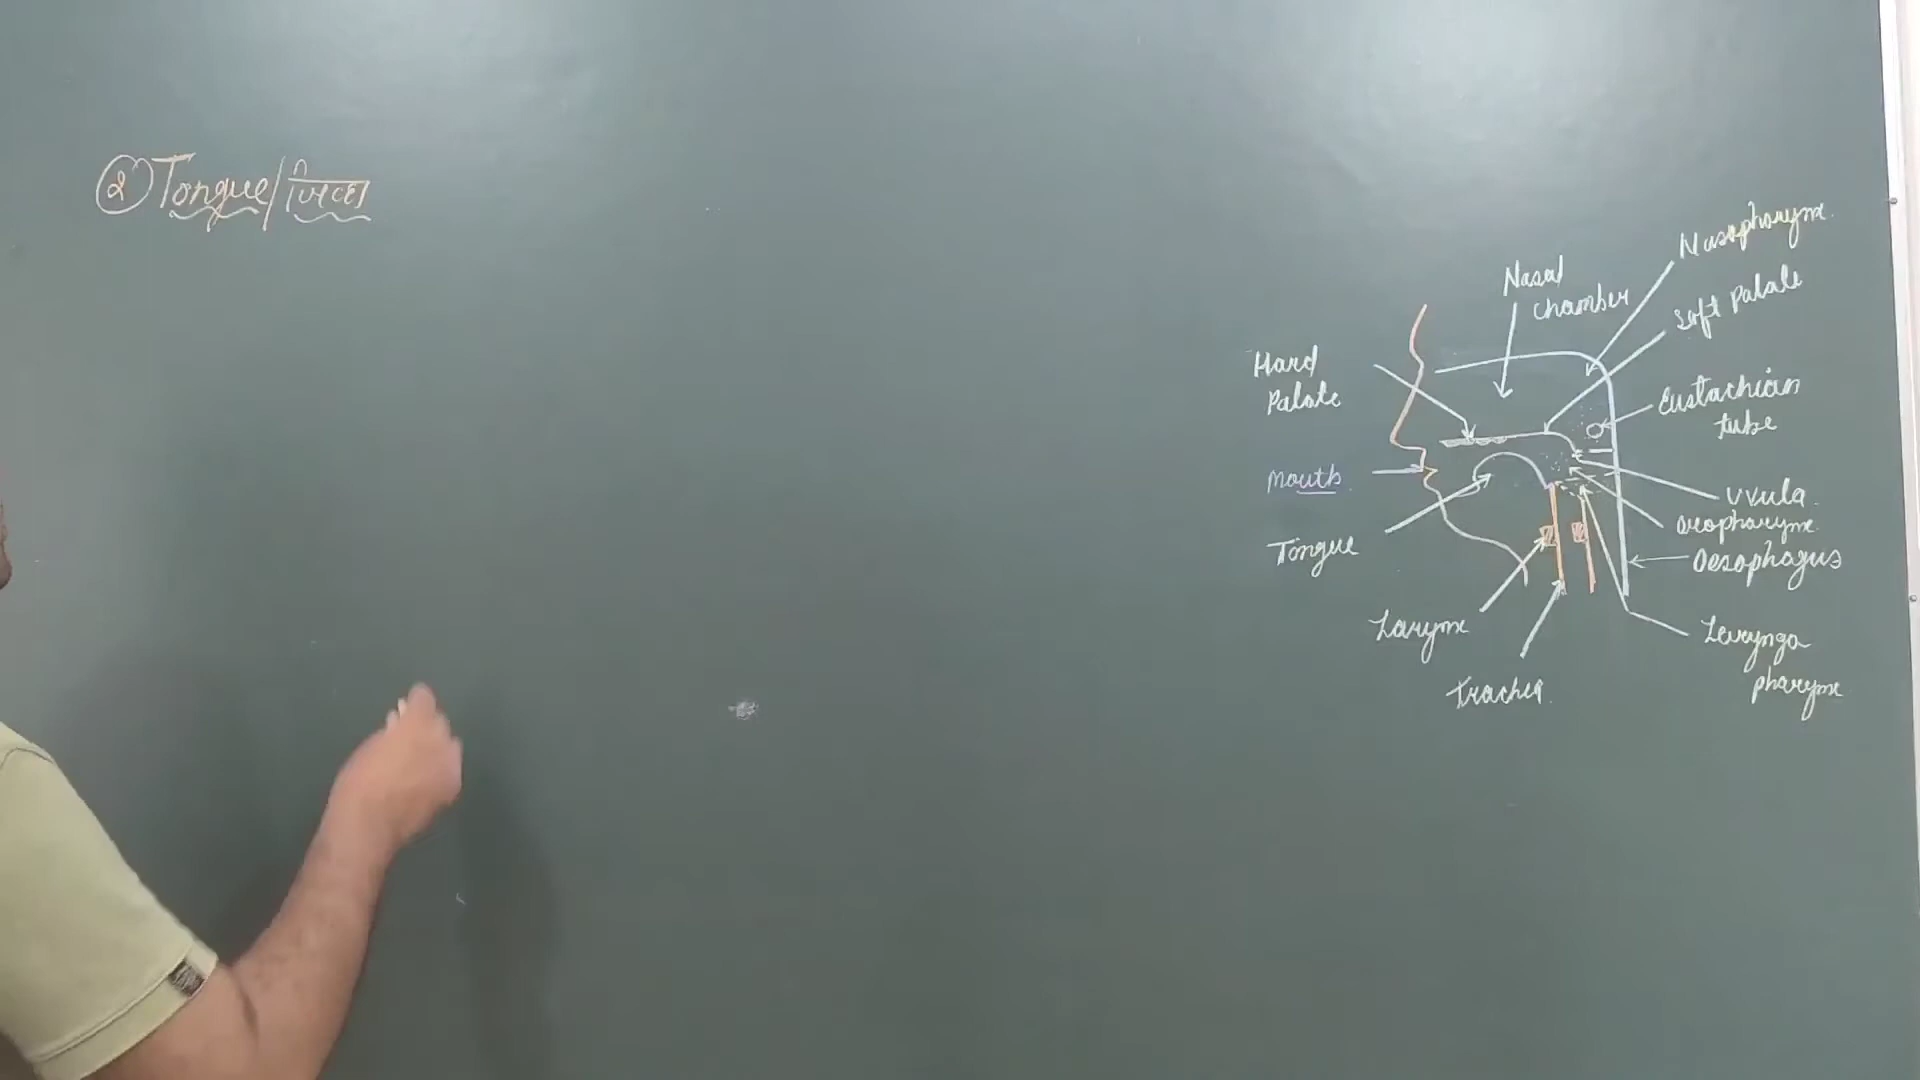 ② Tongue/जिव्हा
Nasal
chamber
Nasopharynx.
Soft Palate
Hard
Palate
Eustachian
tube
Mouth.
Tongue
Uvula.
Oropharynx.
Oesophagus
Larynx
Trachea.
Larynga
pharynx